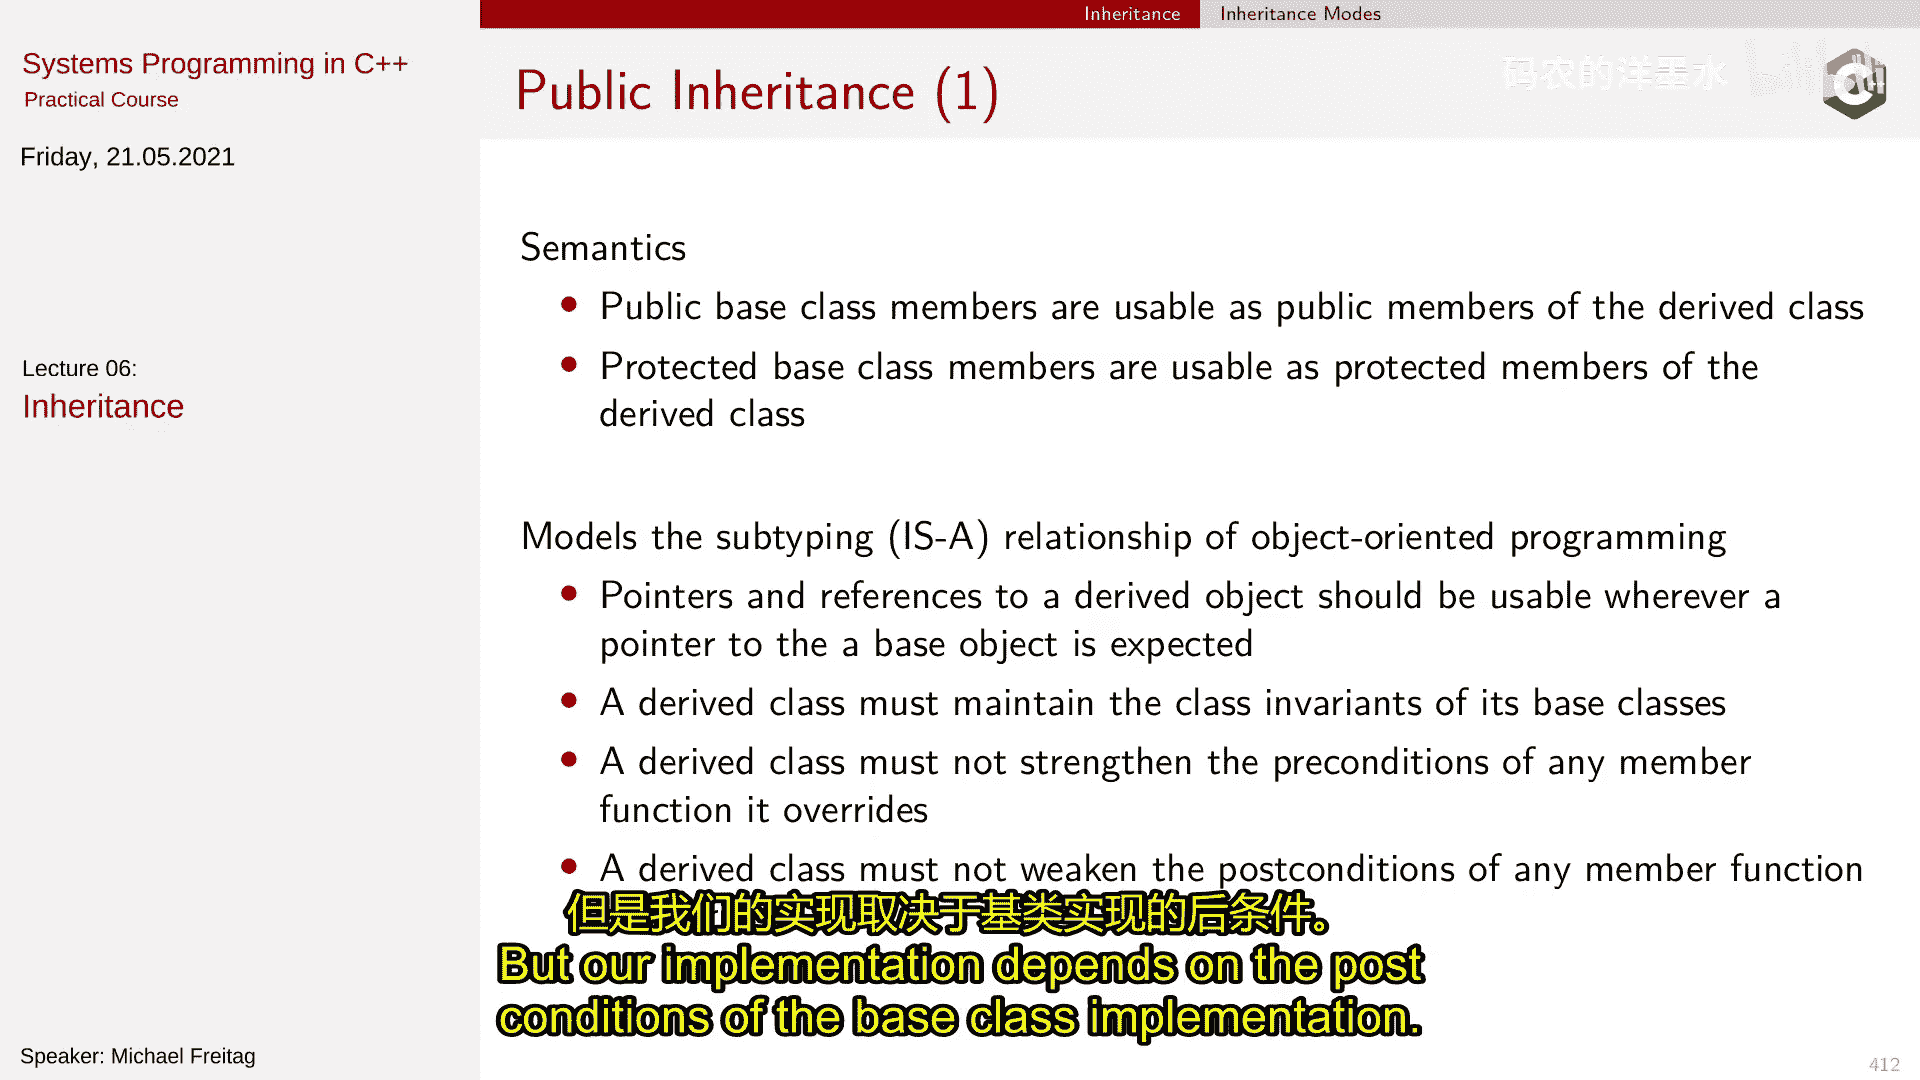 Inheritance
Inheritance Modes
Systems Programming in C++
Practical Course
Friday, 21.05.2021
Lecture 06:
Inheritance
Speaker: Michael Freitag
Public Inheritance (1)
码农的洋墨水
Semantics
Public base class members are usable as public members of the derived class
Protected base class members are usable as protected members of the
derived class
Models the subtyping (IS-A) relationship of object-oriented programming
Pointers and references to a derived object should be usable wherever a
pointer to the a base object is expected
A derived class must maintain the class invariants of its base classes
A derived class must not strengthen the preconditions of any member
function it overrides
A derived class must not weaken the postconditions of any member function
但是我们的实现取决于基类实现的后条件。
But our implementation depends on the post
conditions of the base class implementation.
412